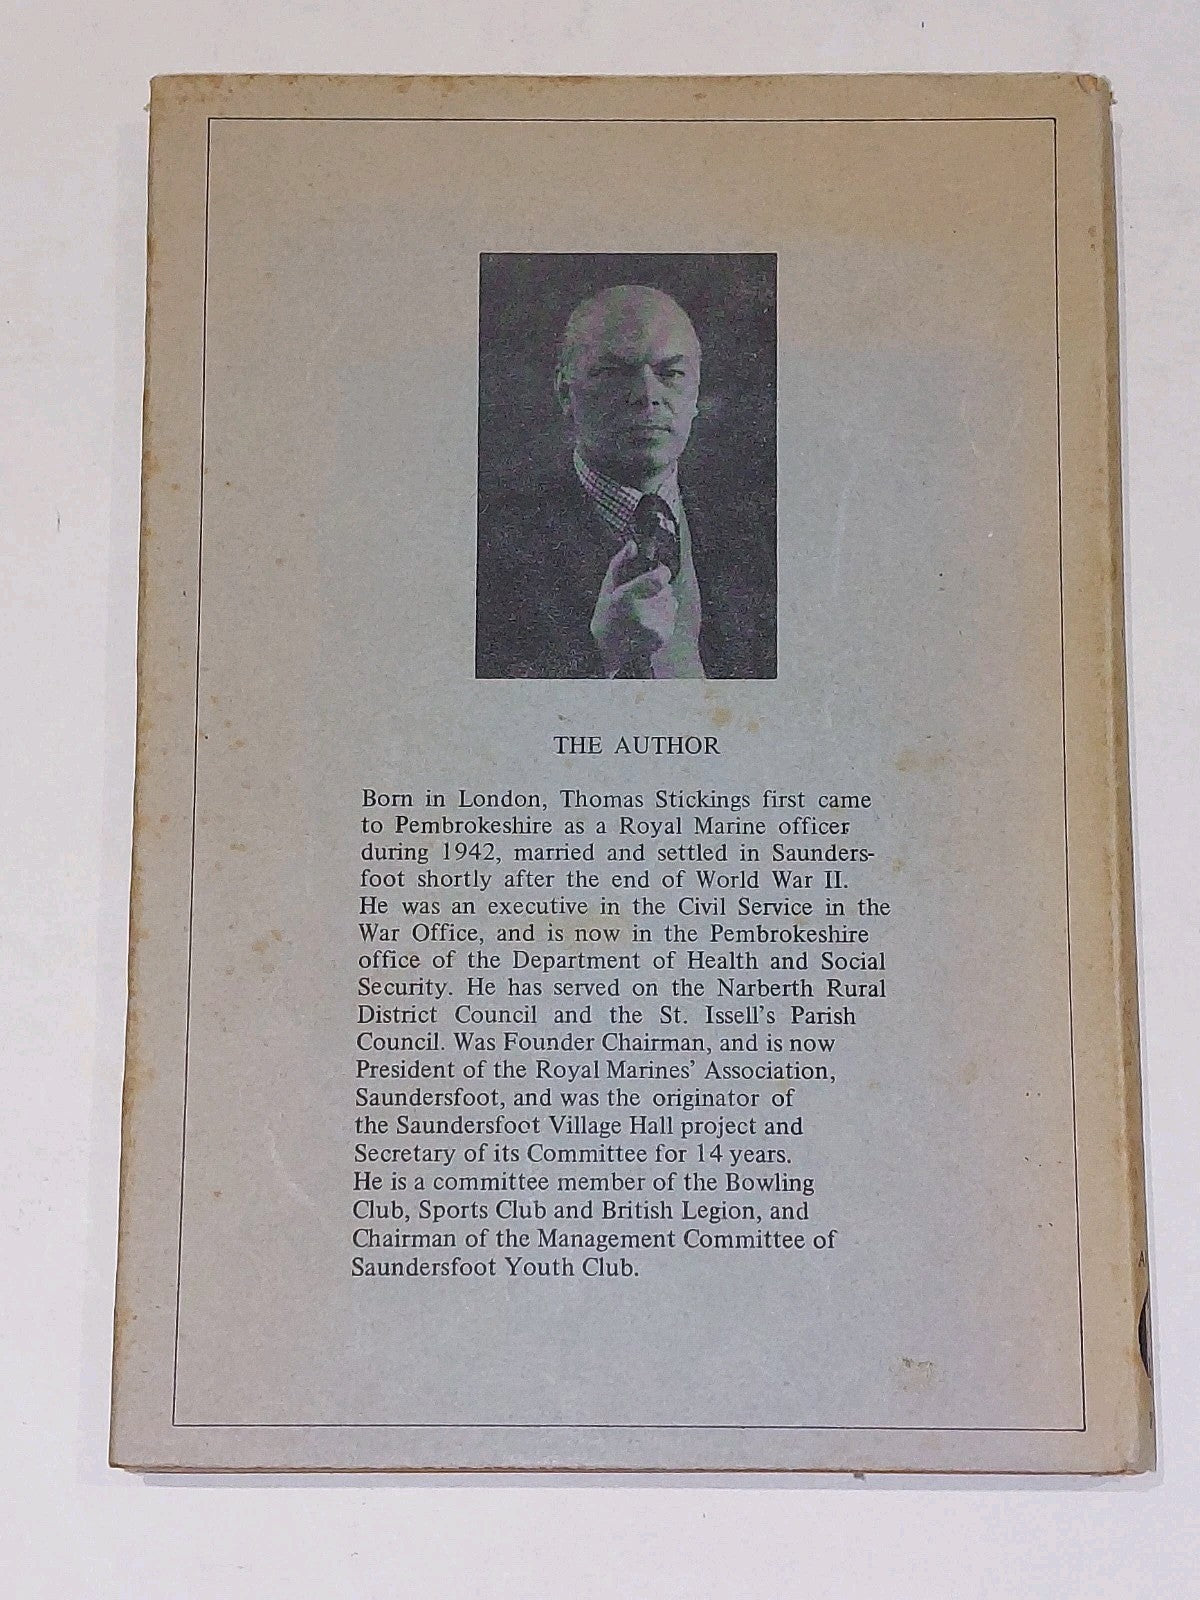 THE AUTHOR
Born in London, Thomas Stickings first came
to Pembrokeshire as a Royal Marine officer
during 1942, married and settled in Saunders-
foot shortly after the end of World War II.
He was an executive in the Civil Service in the
War Office, and is now in the Pembrokeshire
office of the Department of Health and Social
Security. He has served on the Narberth Rural
District Council and the St. Issell's Parish
Council. Was Founder Chairman, and is now
President of the Royal Marines' Association,
Saundersfoot, and was the originator of
the Saundersfoot Village Hall project and
Secretary of its Committee for 14 years.
He is a committee member of the Bowling
Club, Sports Club and British Legion, and
Chairman of the Management Committee of
Saundersfoot Youth Club.